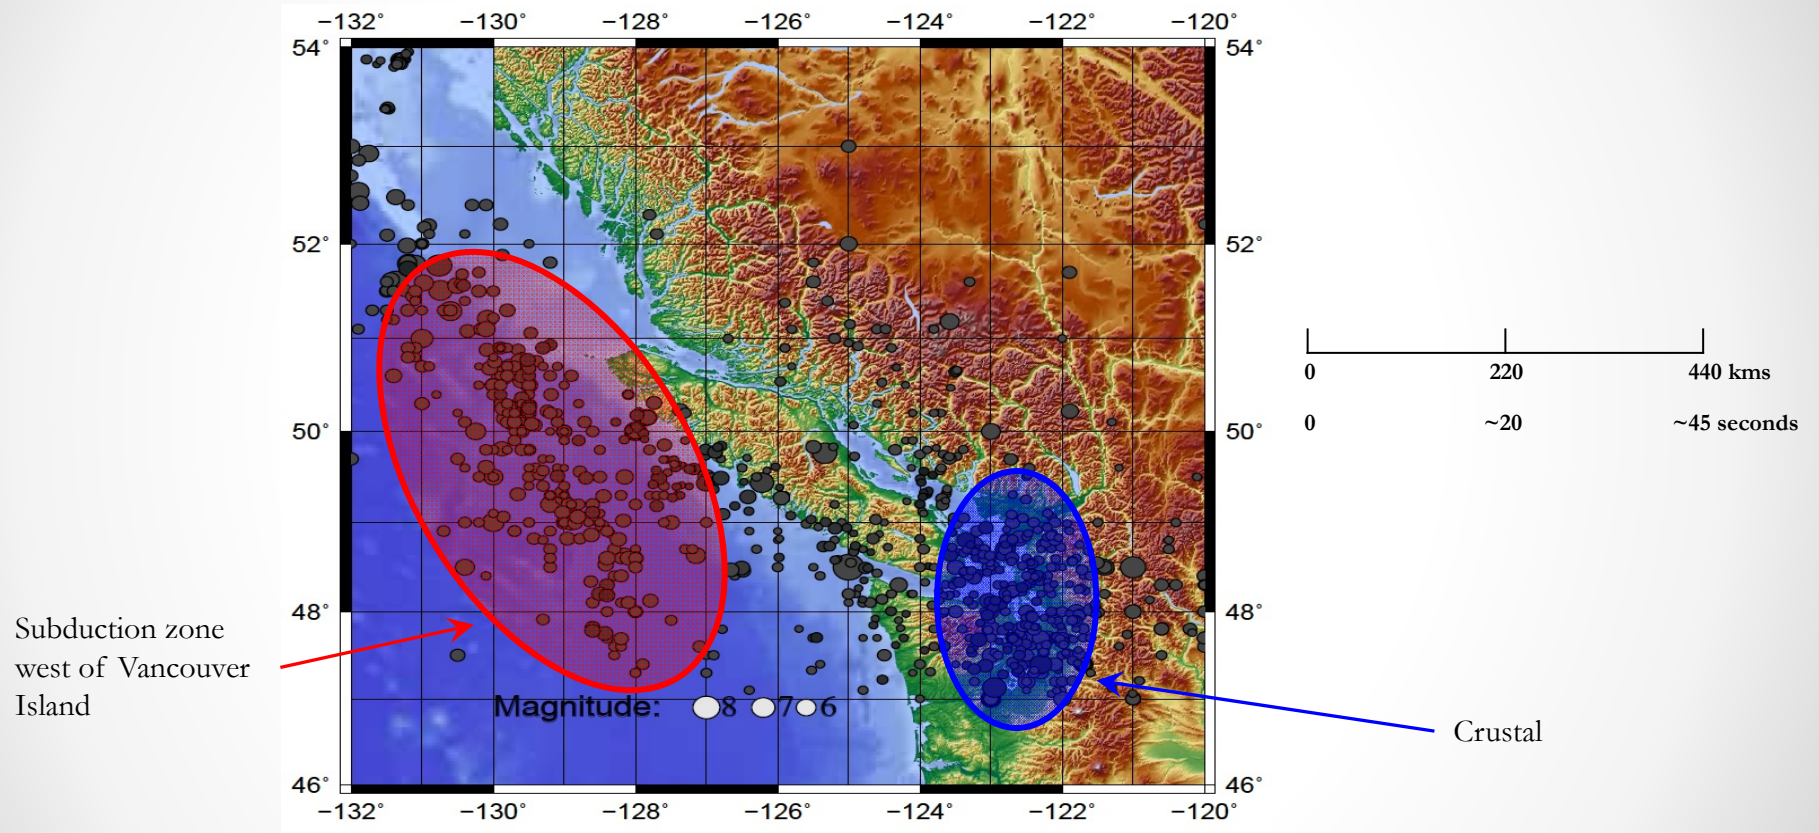 −132° −130° −128° −126° −124° −122° −120°
54° 54°
52° 52°
50° 50°
48° 48°
46° 46°
−132° −130° −128° −126° −124° −122° −120°
Magnitude: 8 7 6
Subduction zone
west of Vancouver
Island
Crustal
0 220 440 kms
0 ~20 ~45 seconds